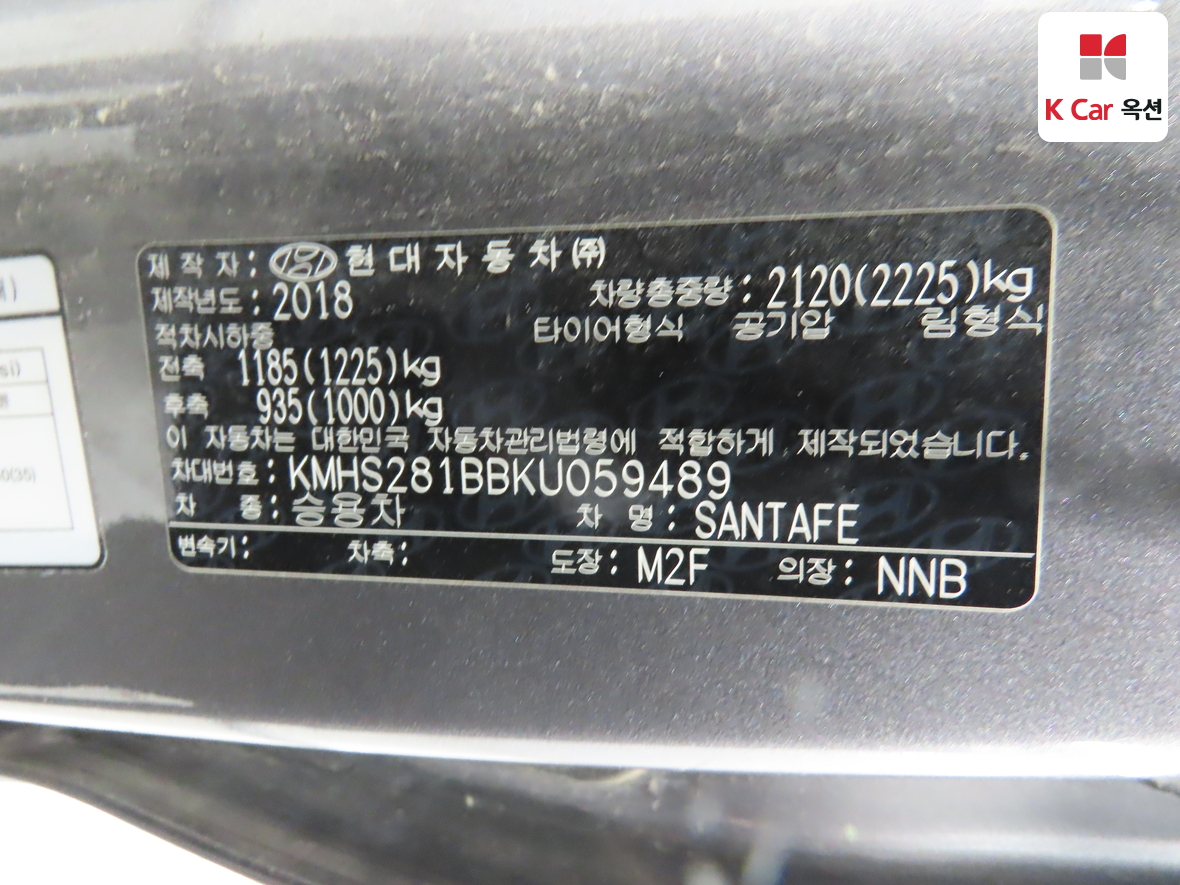 K Car 옥션
제 작 자 : 현 대 자 동 차 ㈜
제작년도 : 2018 차량총중량 : 2120(2225)kg
적차시하중 타이어형식 공기압 림형식
전축 1185(1225)kg
후축 935(1000)kg
이 자동차는 대한민국 자동차관리법령에 적합하게 제작되었습니다.
차대번호 : KMHS281BBKU059489
차 종 : 승용차 차 명 : SANTAFE
변속기 : 차축 : 도장 : M2F 의장 : NNB